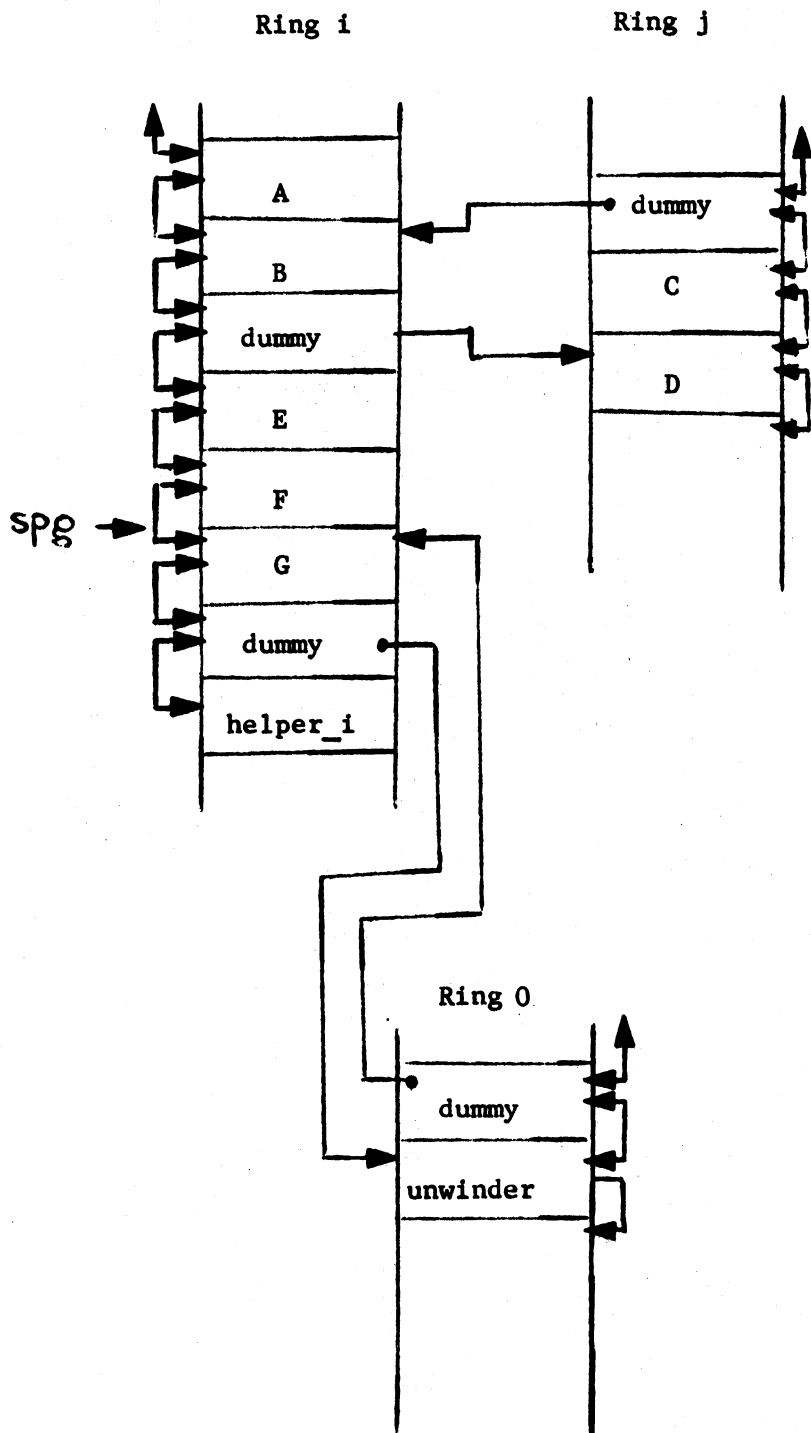 Ring i
Ring j
A
dummy
B
C
dummy
D
E
F
spg
G
dummy
helper_i
Ring 0
dummy
unwinder